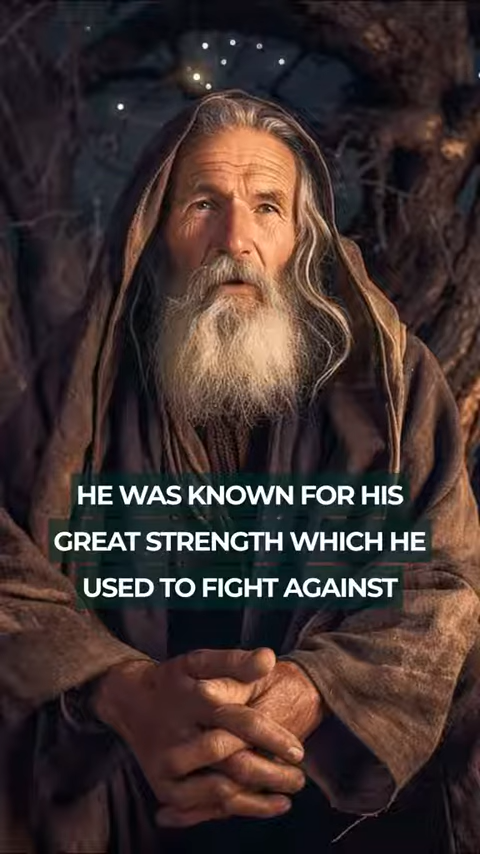 HE WAS KNOWN FOR HIS
GREAT STRENGTH WHICH HE
USED TO FIGHT AGAINST